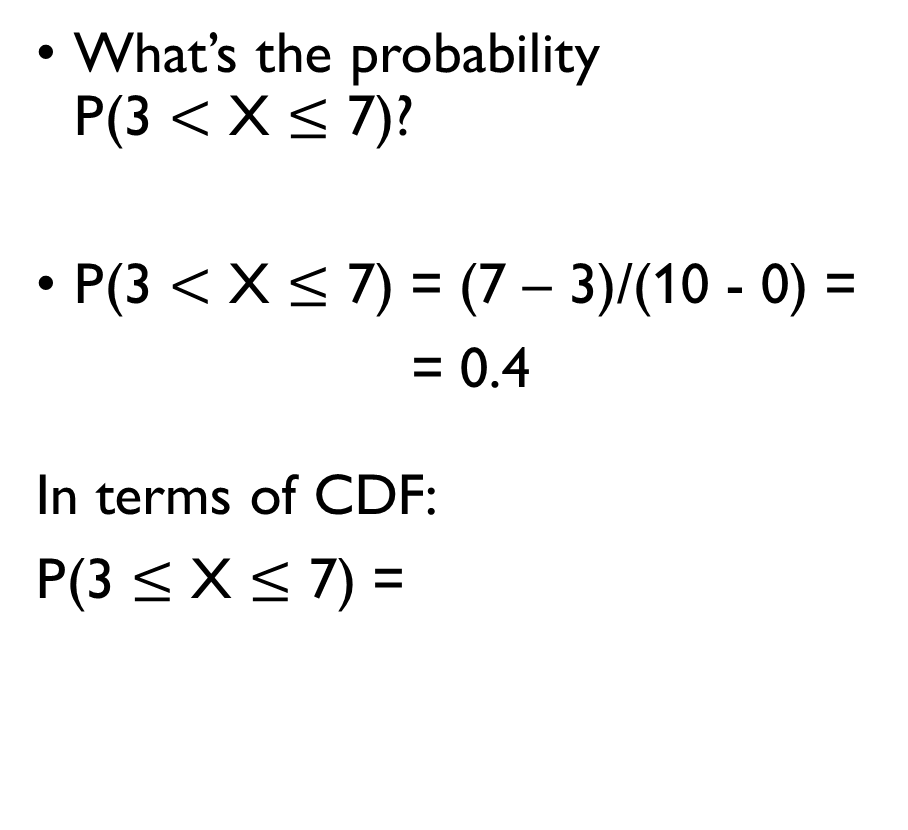 • What’s the probability
P(3 < X ≤ 7)?
• P(3 < X ≤ 7) = (7 – 3)/(10 - 0) =
= 0.4
In terms of CDF:
P(3 ≤ X ≤ 7) =